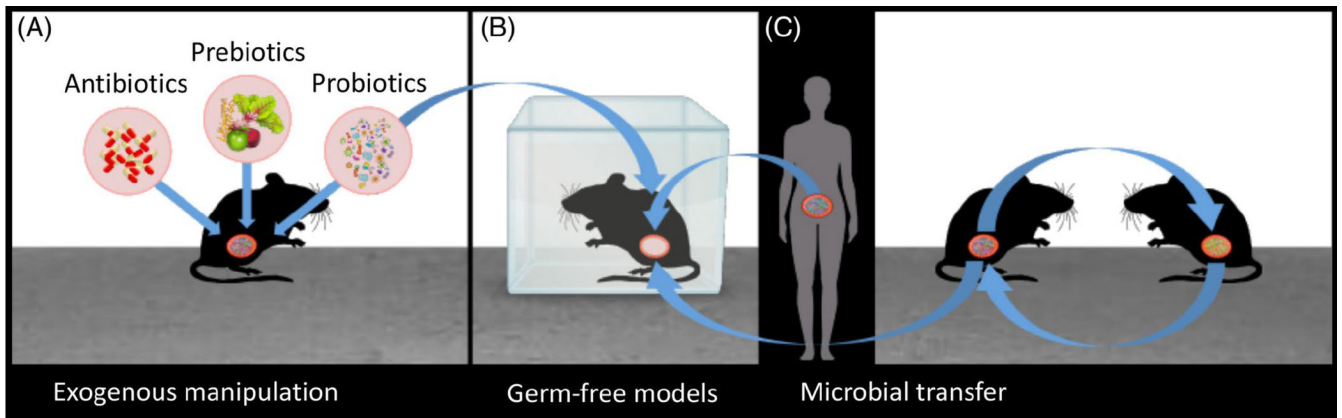 (A)
Prebiotics
Antibiotics
Probiotics
(B)
(C)
Exogenous manipulation
Germ-free models
Microbial transfer